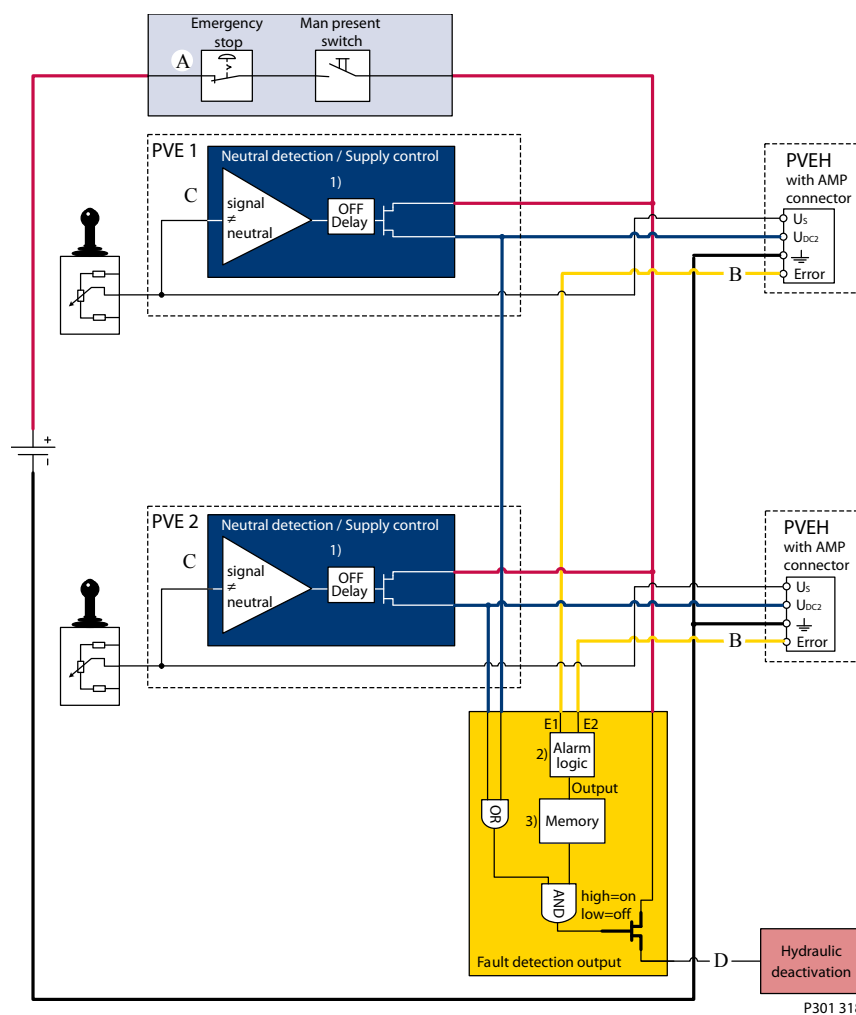 Emergency
stop
Man present
switch
A
PVE 1
Neutral detection / Supply control
C
signal
≠
neutral
1)
OFF
Delay
PVEH
with AMP
connector
US
UDC2
Error
B
+
-
PVE 2
Neutral detection / Supply control
C
signal
≠
neutral
1)
OFF
Delay
PVEH
with AMP
connector
US
UDC2
Error
B
E1
E2
2)
Alarm
logic
Output
3)
Memory
OR
AND
high=on
low=off
Fault detection output
D
Hydraulic
deactivation
P301 318